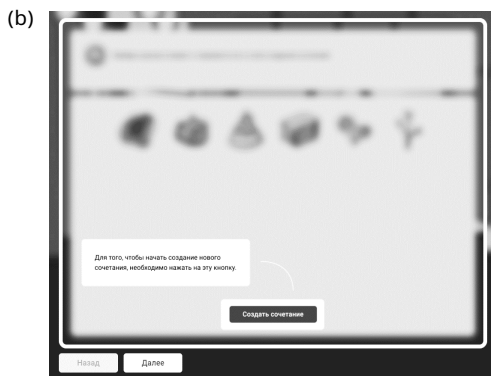 (b)
Для того, чтобы начать создание нового
сочетания, необходимо нажать на эту кнопку.
Создать сочетание
Назад
Далее